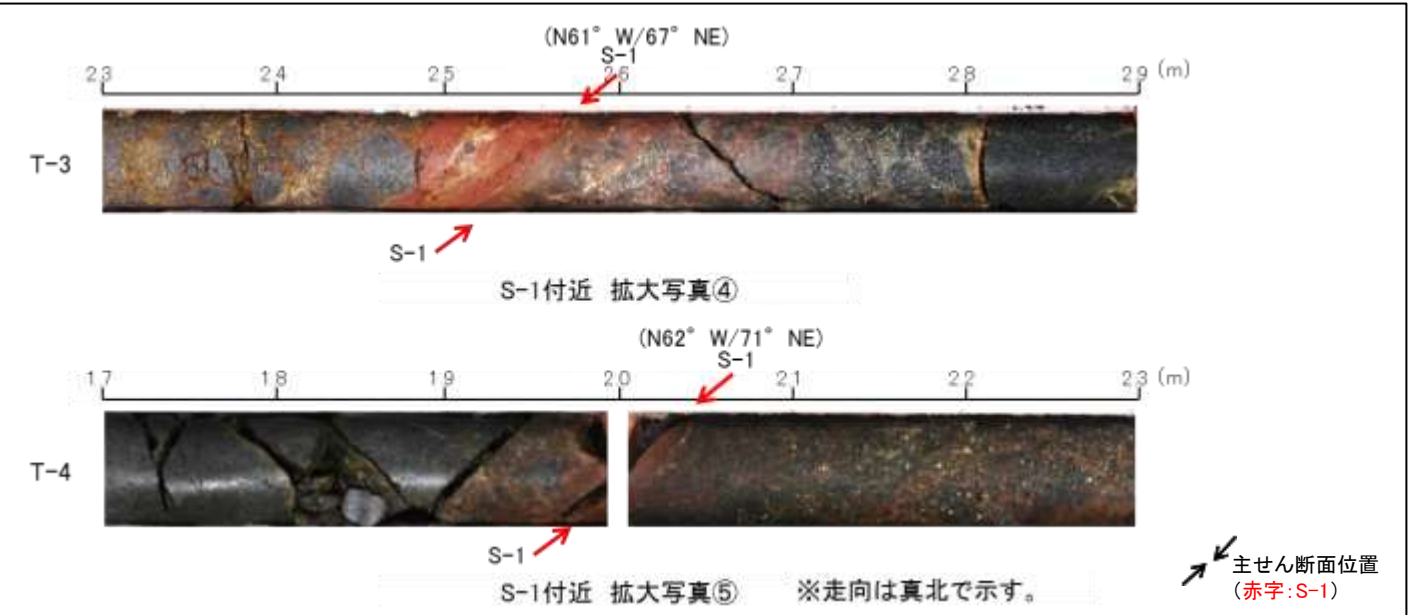 (N61° W/67° NE)
S-1
23 24 25 26 27 28 29 (m)
T-3
S-1
S-1付近 拡大写真④
(N62° W/71° NE)
S-1
17 18 19 20 21 22 23 (m)
T-4
S-1
S-1付近 拡大写真⑤ ※走向は真北で示す。
主せん断面位置
(赤字:S-1)